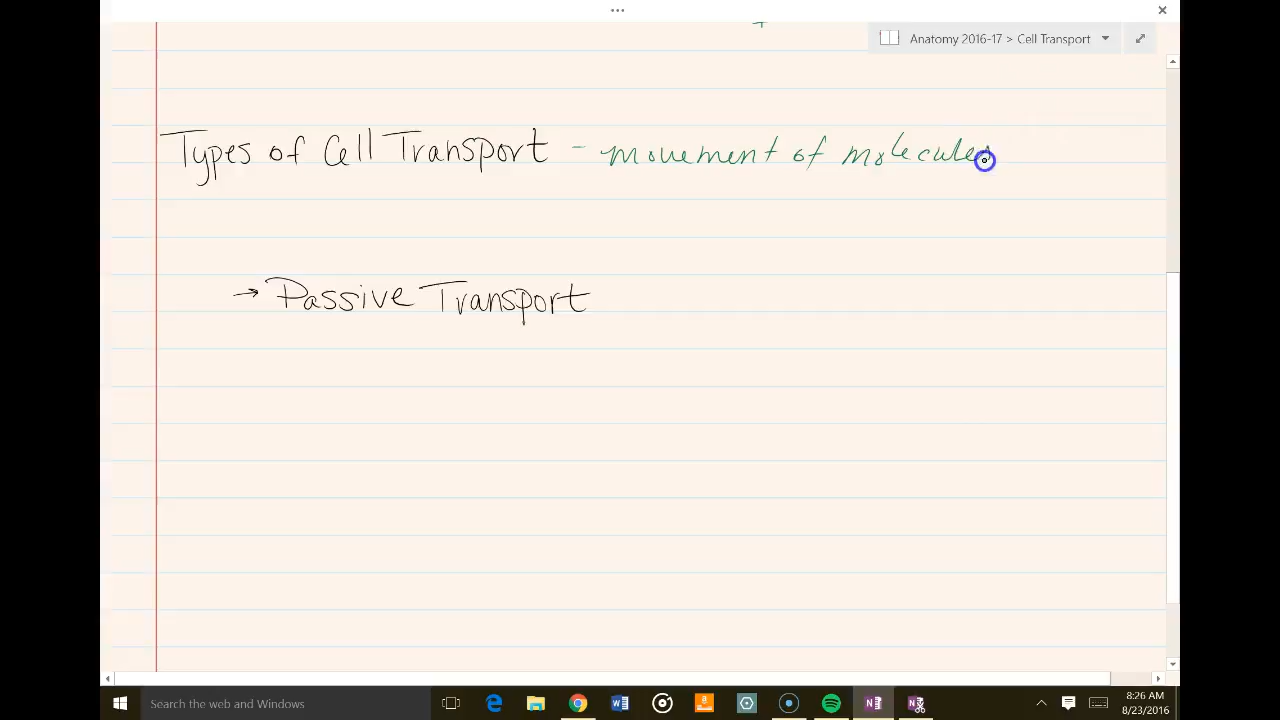 Anatomy 2016-17 > Cell Transport
Types of Cell Transport - movement of molecules
→ Passive Transport
Search the web and Windows
8:26 AM
8/23/2016